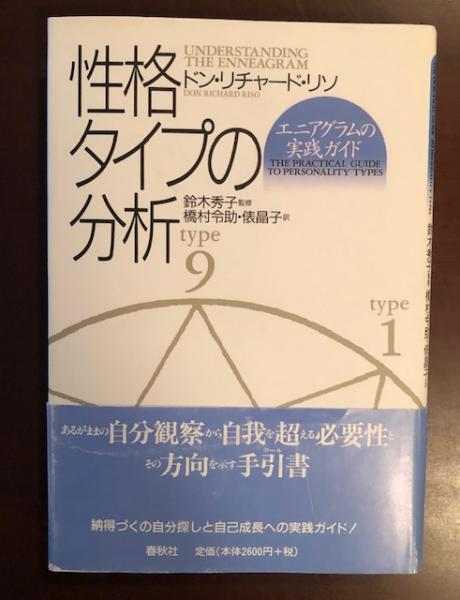 UNDERSTANDING
THE ENNEAGRAM
ドン・リチャード・リソ
DON RICHARD RISO
性格
タイプの
分析
エニアグラムの
実践ガイド
THE PRACTICAL GUIDE
TO PERSONALITY TYPES
鈴木秀子監修
橋村令助・俵晶子訳
type
9
type
1
あるがままの自分観察から自我を超える必要性と
その方向を示す手引書
ツール
納得づくの自分探しと自己成長への実践ガイド!
春秋社 定価(本体2600円+税)